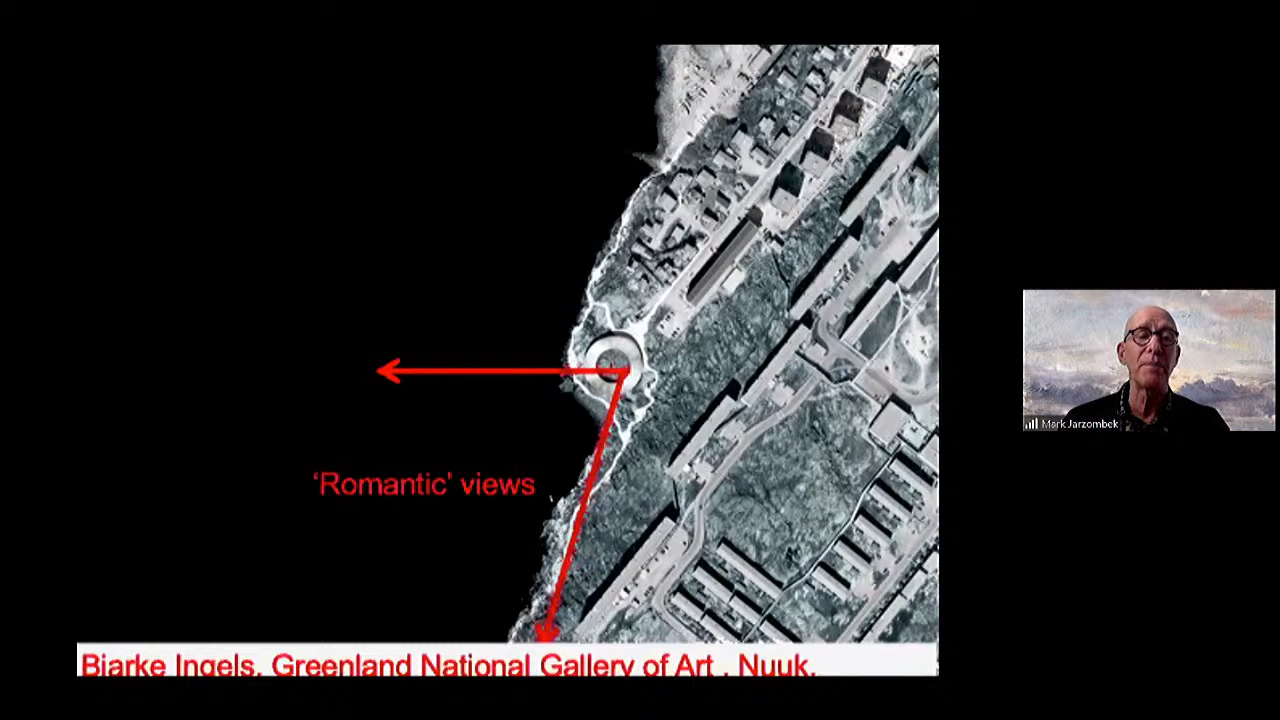 'Romantic' views
Mark Jarzombek
Bjarke Ingels, Greenland National Gallery of Art , Nuuk,